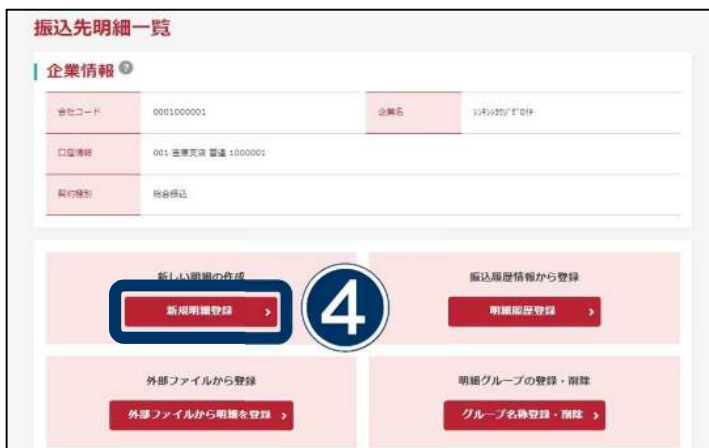 振込先明細一覧
企業情報 ?
会社コード 0001000001 企業名
口座情報 001 吉原支店 普通 1000001
契約種別 総合振込
新しい明細の作成 振込履歴情報から登録
新規明細登録 › 4 明細履歴登録 ›
外部ファイルから登録 明細グループの登録・削除
外部ファイルから明細を登録 › グループ名称登録・削除 ›